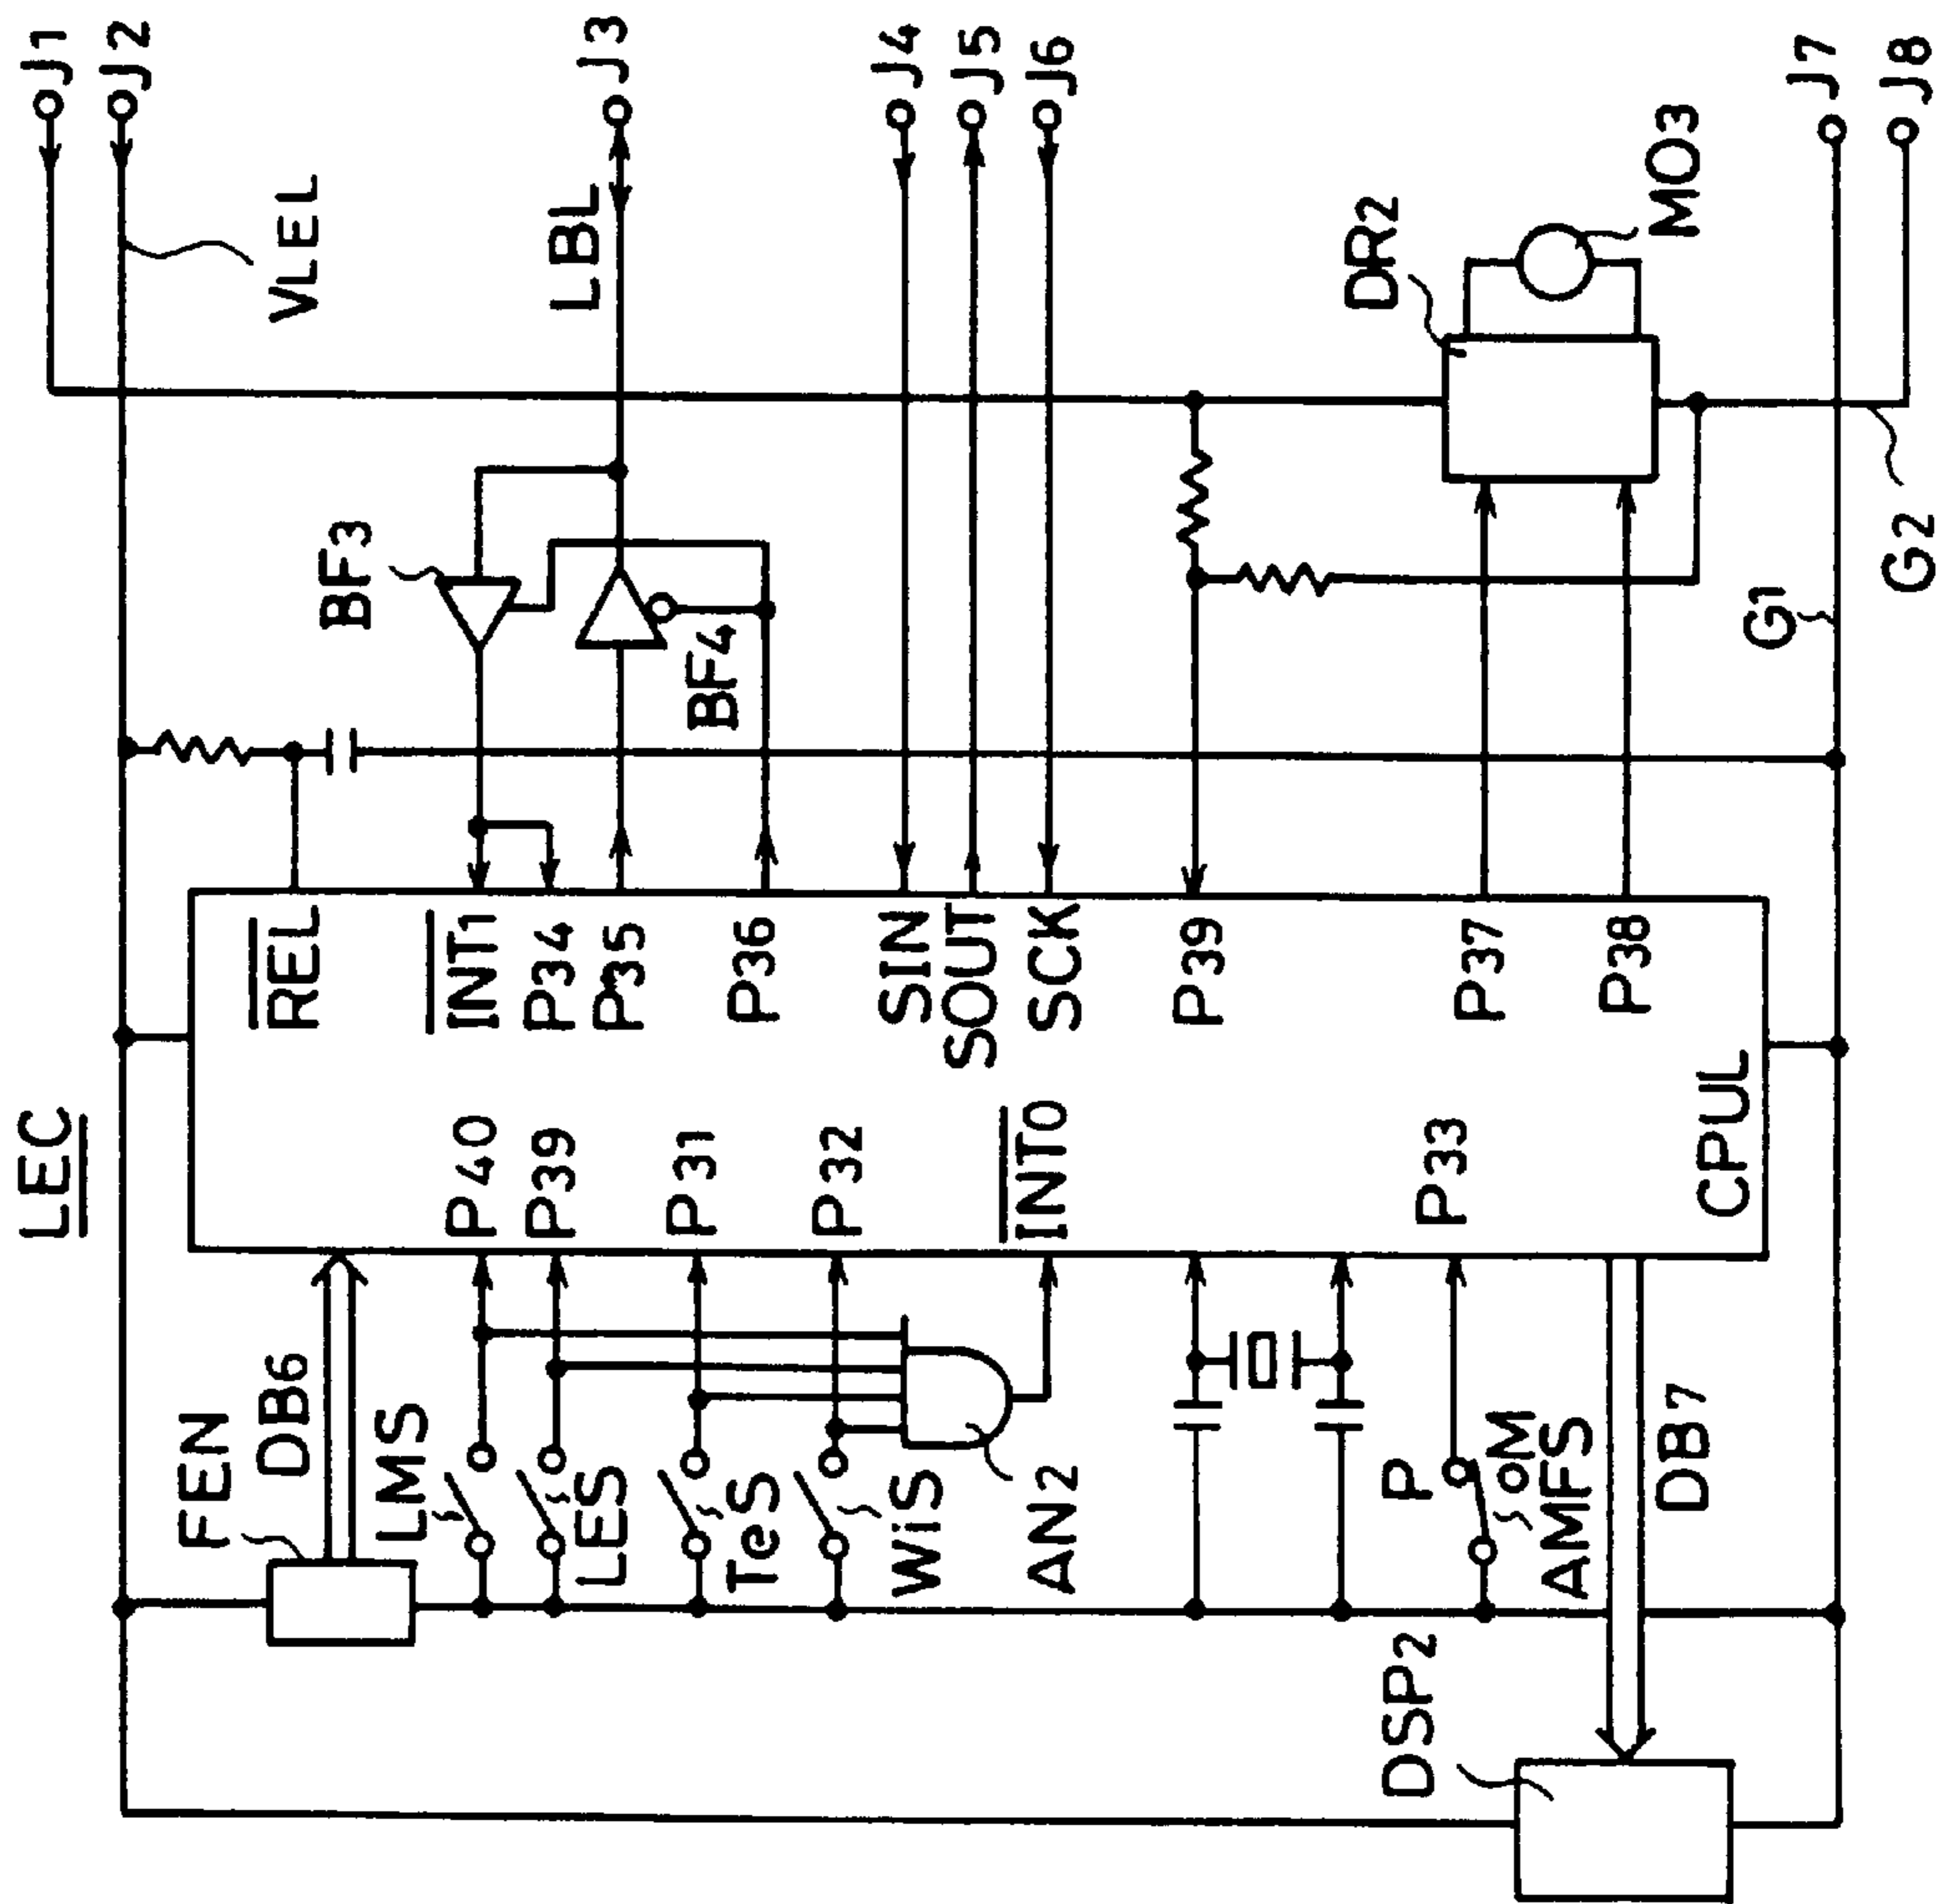 LEC
J1
J2
VLEL
LBL
J3
J4
J5
J6
J7
J8
FEN
DB6
LMS
LES
TeS
WiS
AN2
P
M
AMFS
DB7
DSP2
P40
P39
P31
P32
INT0
P33
CPUL
REL
INT1
P34
P35
P36
SIN
SOUT
SCK
P39
P37
P38
BF3
BF4
DR2
MO3
G1
G2